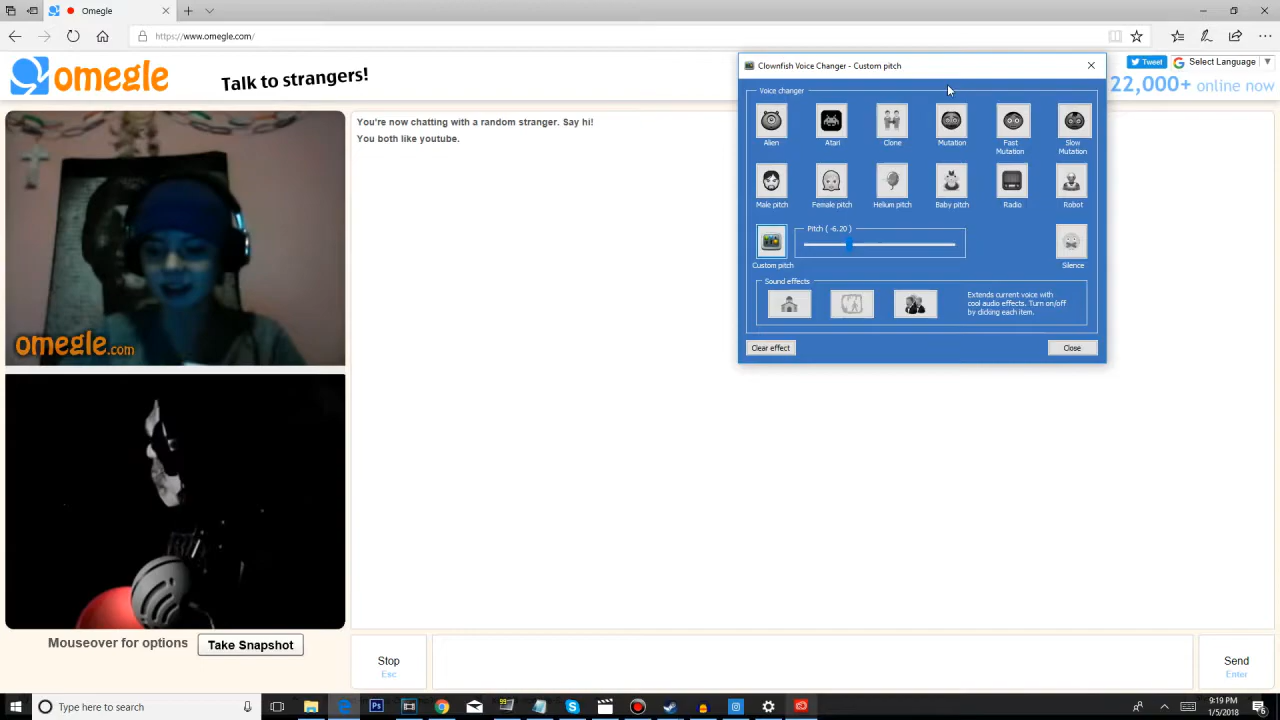 Omegle
https://www.omegle.com/
omegle
Talk to strangers!
Tweet
Select Language
22,000+ online now
You're now chatting with a random stranger. Say hi!
You both like youtube.
omegle.com
Mouseover for options
Take Snapshot
Stop
Esc
Send
Enter
Clownfish Voice Changer - Custom pitch
Voice changer
Alien
Atari
Clone
Mutation
Fast
Mutation
Slow
Mutation
Male pitch
Female pitch
Helium pitch
Baby pitch
Radio
Robot
Custom pitch
Pitch ( -6.20 )
Silence
Sound effects
Extends current voice with
cool audio effects. Turn on/off
by clicking each item.
Clear effect
Close
Type here to search
9:19 PM
1/5/2018